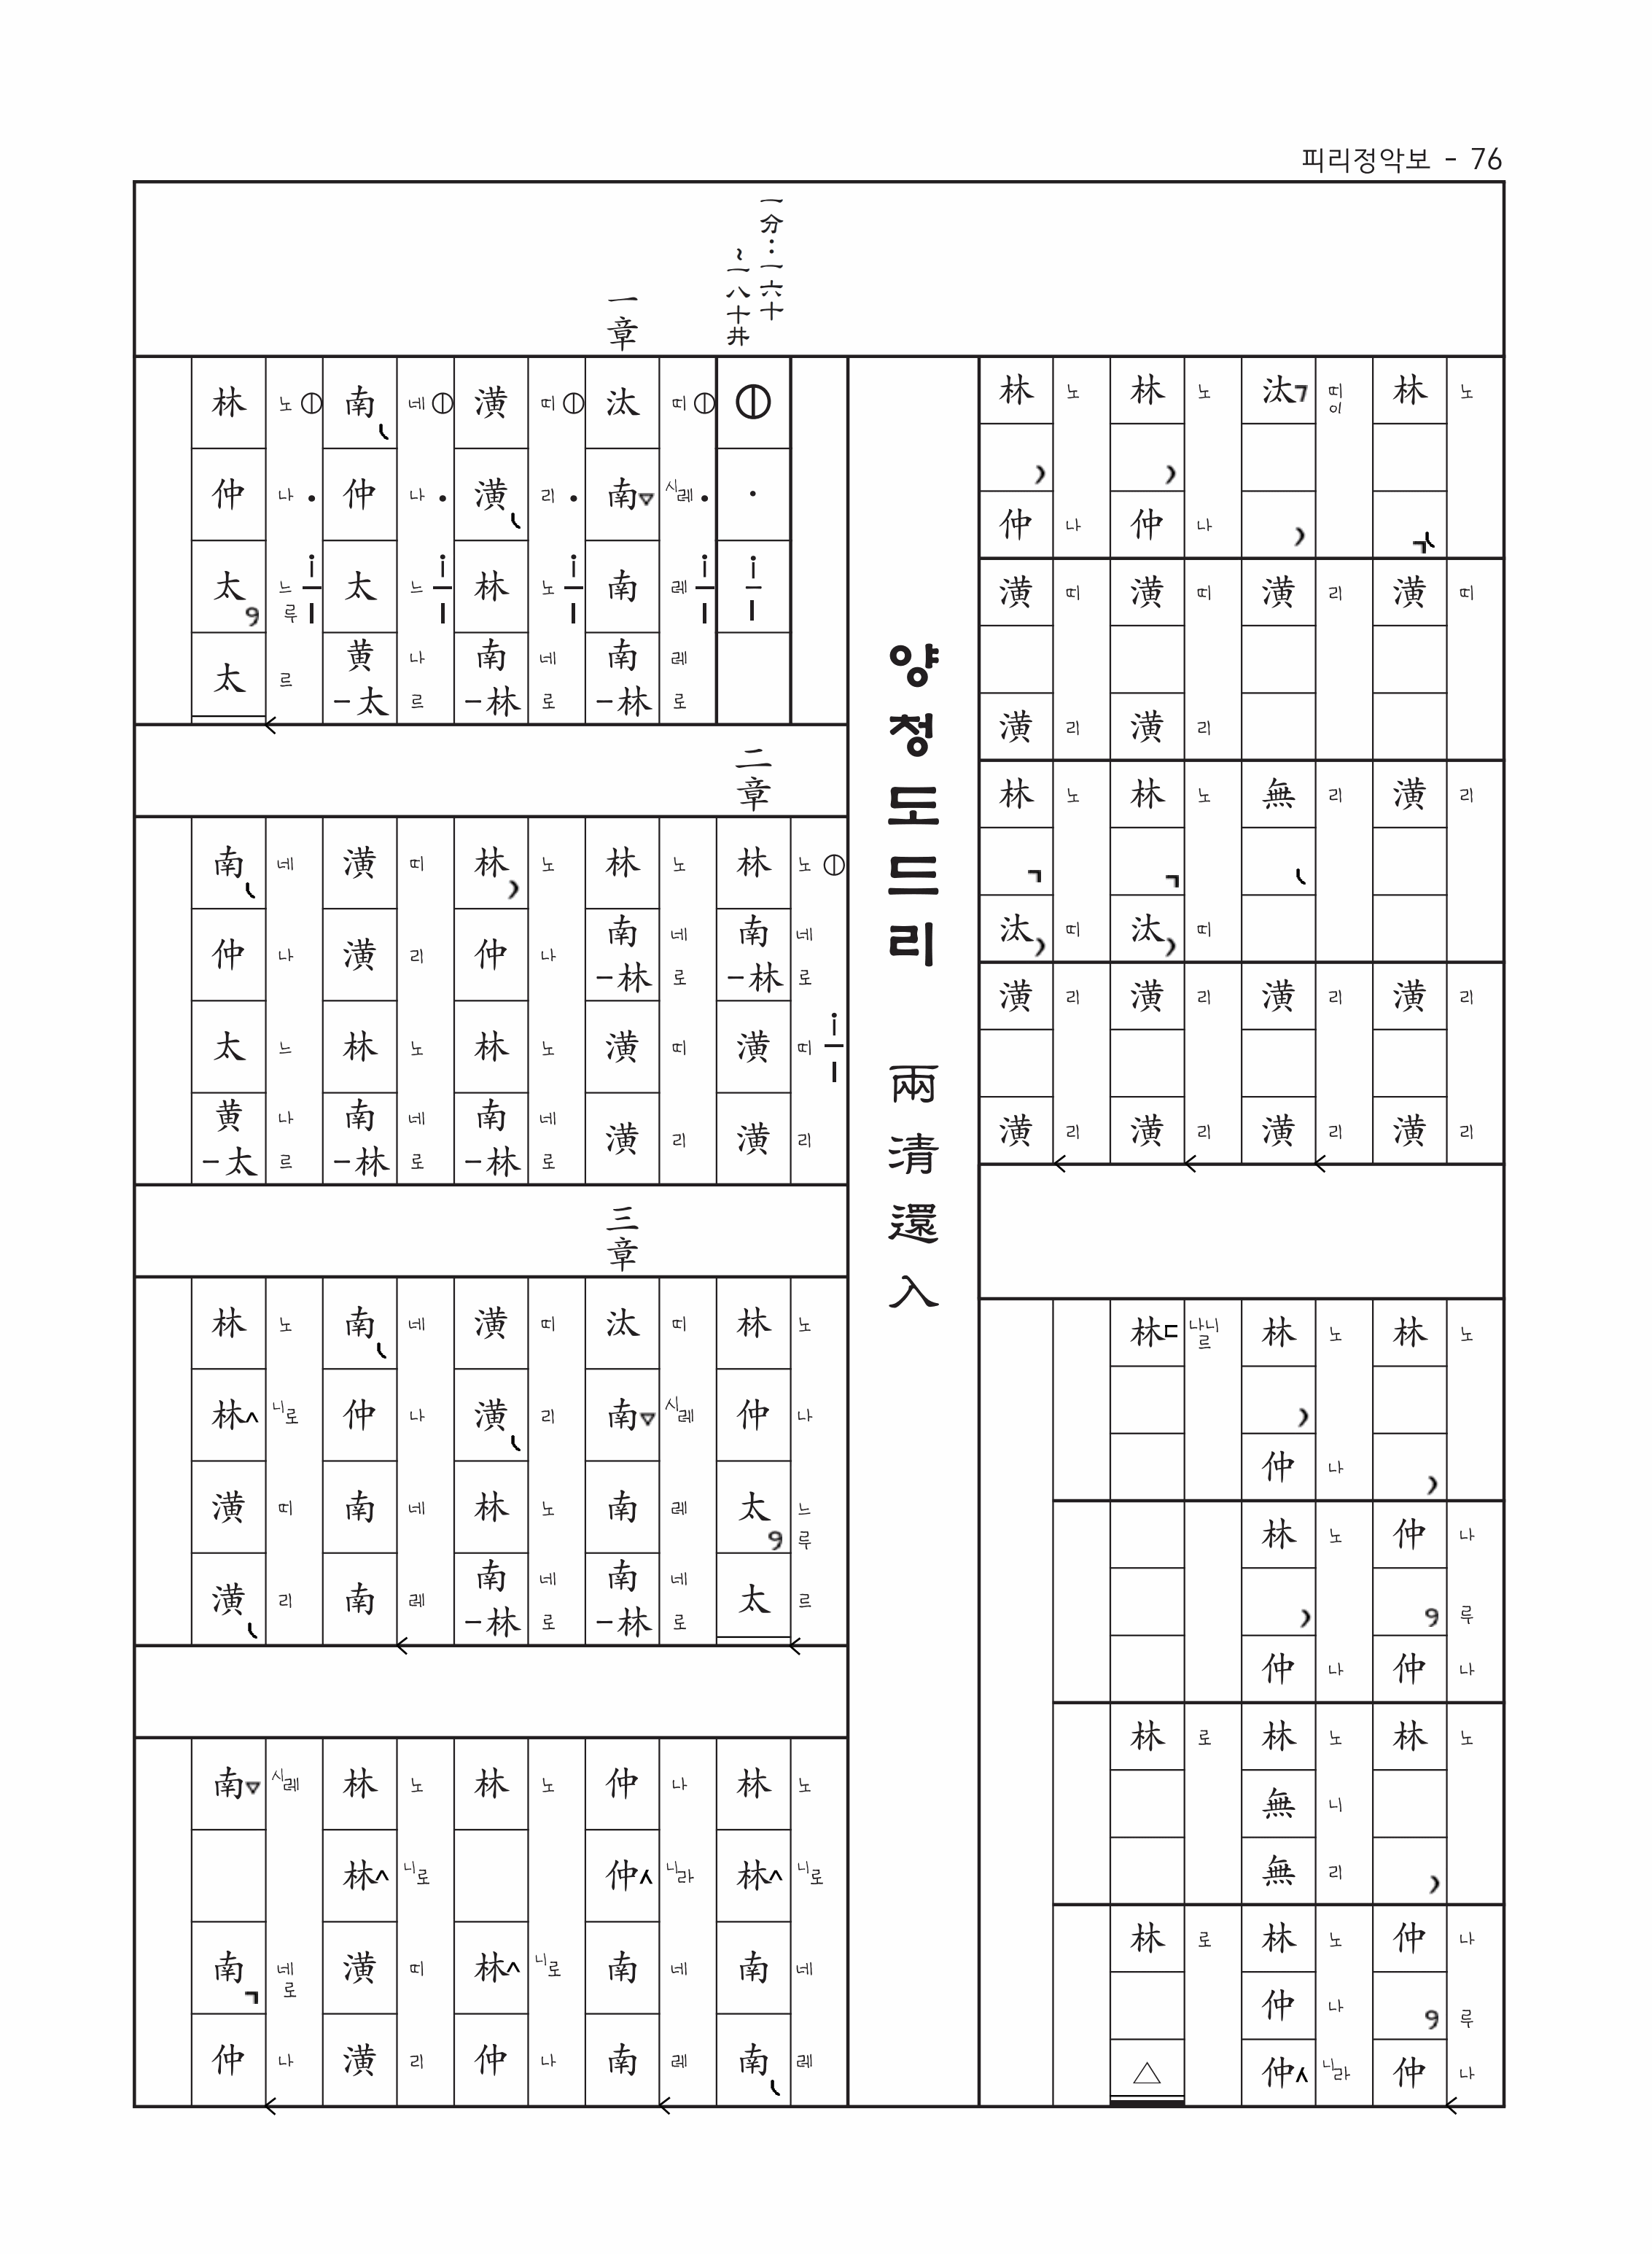 피리정악보 - 76
노 띠 리 리 리
林 潢 潢 潢 潢
띠이 리 리 리 리
汰 潢 無 潢 潢
노 나 띠 리 노 띠 리 리
林 仲 潢 潢 林 汰 潢 潢
노 나 띠 리 노 띠 리 리
林 仲 潢 潢 林 汰 潢 潢
노 나 루 나 노 나 루 나
林 仲 仲 林 仲 仲
노 나 노 나 노 니 리 노 나 니라
林 仲 林 仲 林 無 無 林 仲 仲
나니르 로 로
林 林 林 △
양청도드리 兩清還入
一分：一六十
~一八十井
一章
띠 시레 레 레 로
汰 南 南 南 -林
띠 리 노 네 로
潢 潢 林 南 -林
네 나 느 나 르
南 仲 太 黄 -太
노 나 느 루 르
林 仲 太 太
二章
노 네 로 띠 리
林 南 -林 潢 潢
노 네 로 띠 리
林 南 -林 潢 潢
노 나 노 네 로
林 仲 林 南 -林
띠 리 노 네 로
潢 潢 林 南 -林
네 나 느 나 르
南 仲 太 黄 -太
三章
노 나 느 루 르
林 仲 太 太
띠 시레 레 네 로
汰 南 南 南 -林
띠 리 노 네 로
潢 潢 林 南 -林
네 나 네 레
南 仲 南 南
노 니로 띠 리
林 林 潢 潢
노 니로 네 레
林 林 南 南
나 니라 네 레
仲 仲 南 南
노 니로 나
林 林 仲
노 니로 띠 리
林 林 潢 潢
시레 네 로 나
南 南 仲